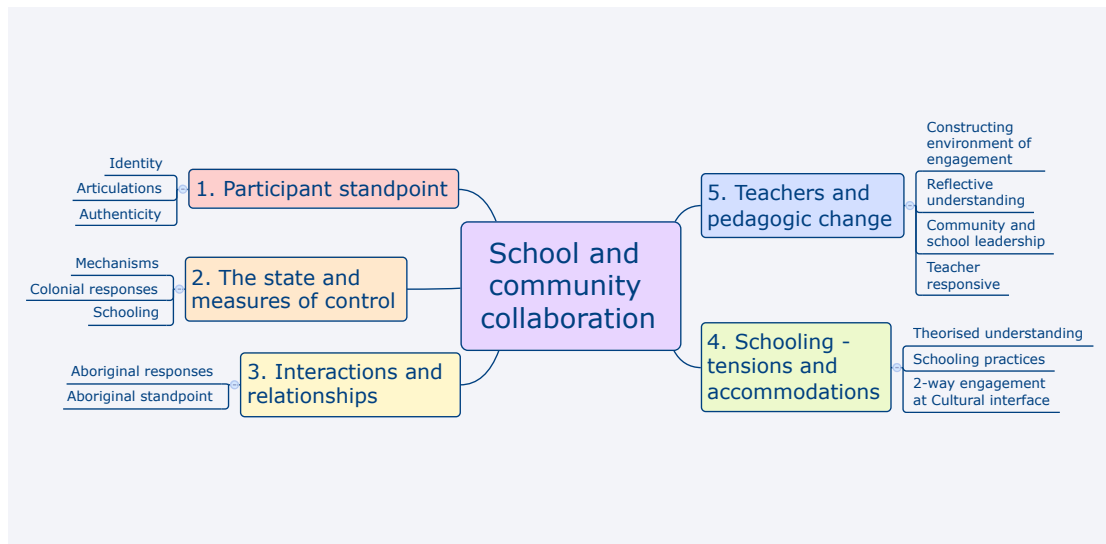 School and
community
collaboration
1. Participant standpoint
Identity
Articulations
Authenticity
2. The state and
measures of control
Mechanisms
Colonial responses
Schooling
3. Interactions and
relationships
Aboriginal responses
Aboriginal standpoint
4. Schooling -
tensions and
accommodations
Theorised understanding
Schooling practices
2-way engagement
at Cultural interface
5. Teachers and
pedagogic change
Constructing
environment of
engagement
Reflective
understanding
Community and
school leadership
Teacher
responsive